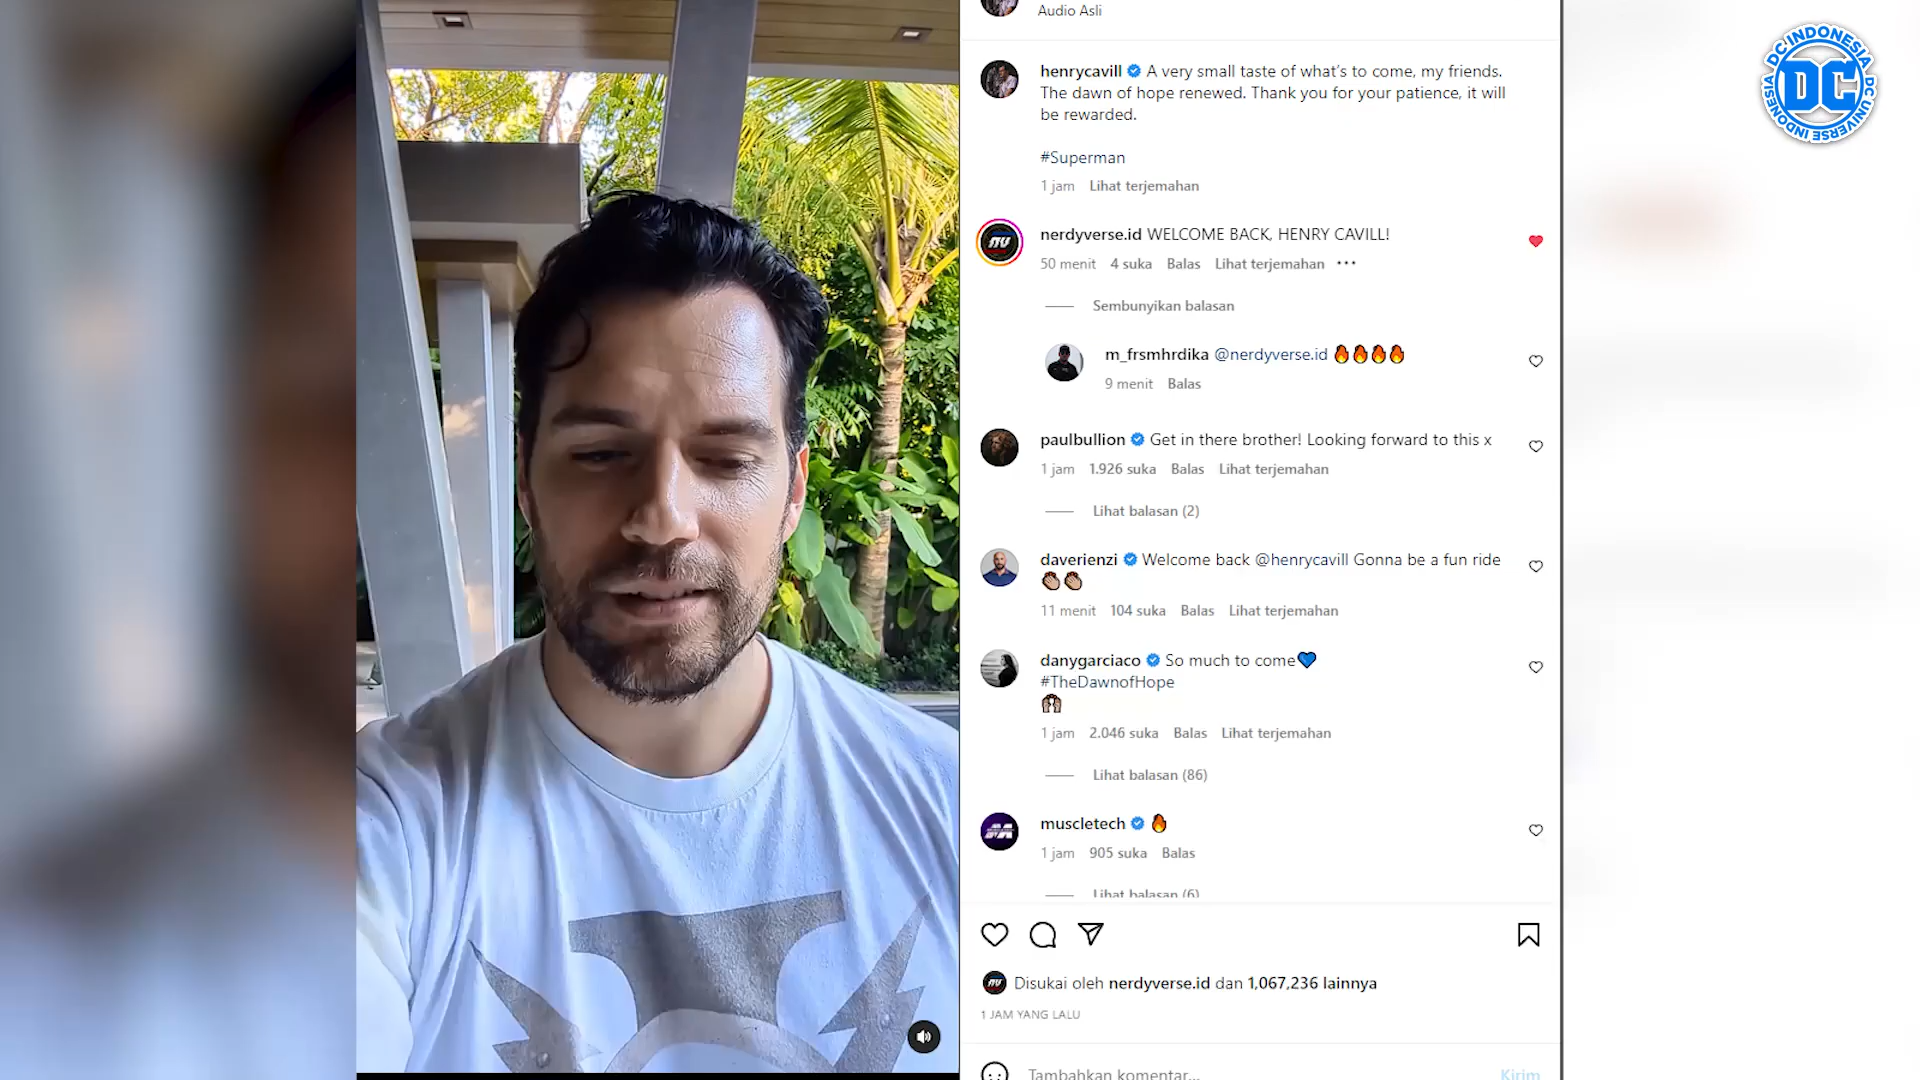 Audio Asli
henrycavill A very small taste of what's to come, my friends.
The dawn of hope renewed. Thank you for your patience, it will
be rewarded.
#Superman
1 jam Lihat terjemahan
nerdyverse.id WELCOME BACK, HENRY CAVILL!
50 menit 4 suka Balas Lihat terjemahan
Sembunyikan balasan
m_frsmhrdika @nerdyverse.id 🔥🔥🔥🔥
9 menit Balas
paulbullion Get in there brother! Looking forward to this x
1 jam 1.926 suka Balas Lihat terjemahan
Lihat balasan (2)
daverienzi Welcome back @henrycavill Gonna be a fun ride
👏🏼👏🏼
11 menit 104 suka Balas Lihat terjemahan
danygarciaco So much to come💙
#TheDawnofHope
🙌🏼
1 jam 2.046 suka Balas Lihat terjemahan
Lihat balasan (86)
muscletech 🔥
1 jam 905 suka Balas
Lihat balasan (6)
Disukai oleh nerdyverse.id dan 1,067,236 lainnya
1 JAM YANG LALU
Tambahkan komentar...
Kirim
DC INDONESIA
DC
DC UNIVERSE INDONESIA